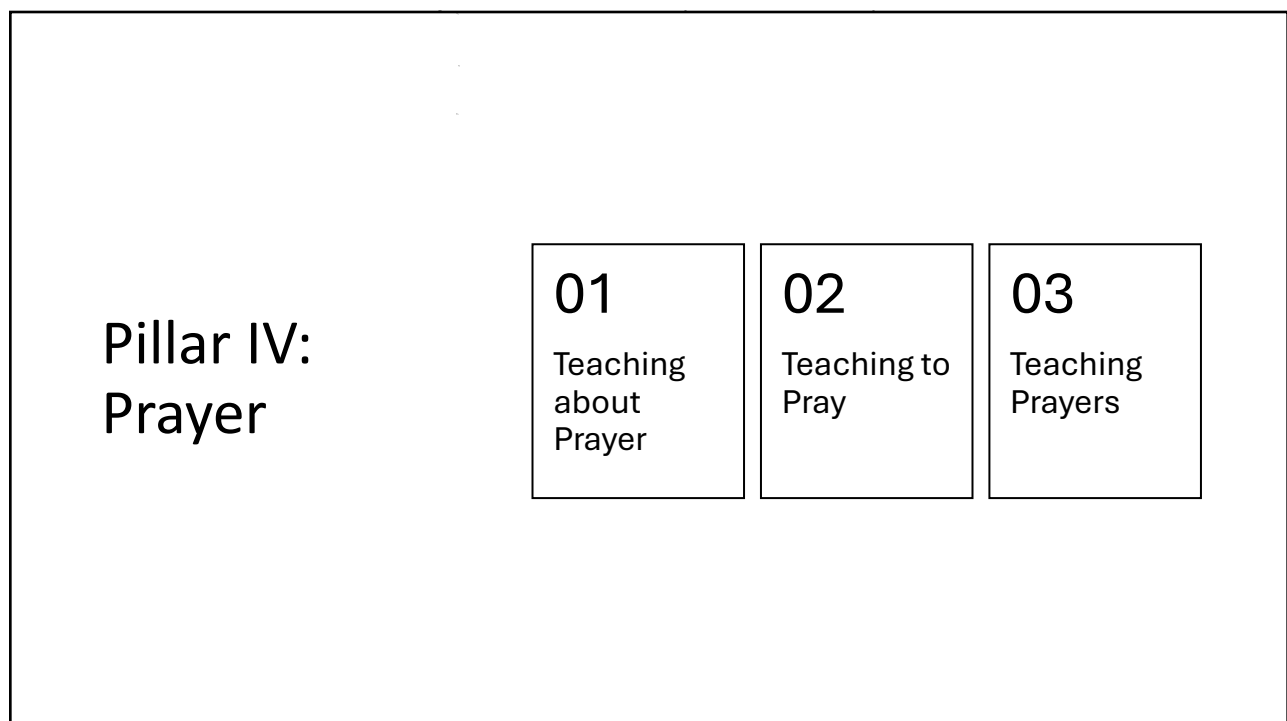 Pillar IV:
Prayer
01
Teaching
about
Prayer
02
Teaching to
Pray
03
Teaching
Prayers